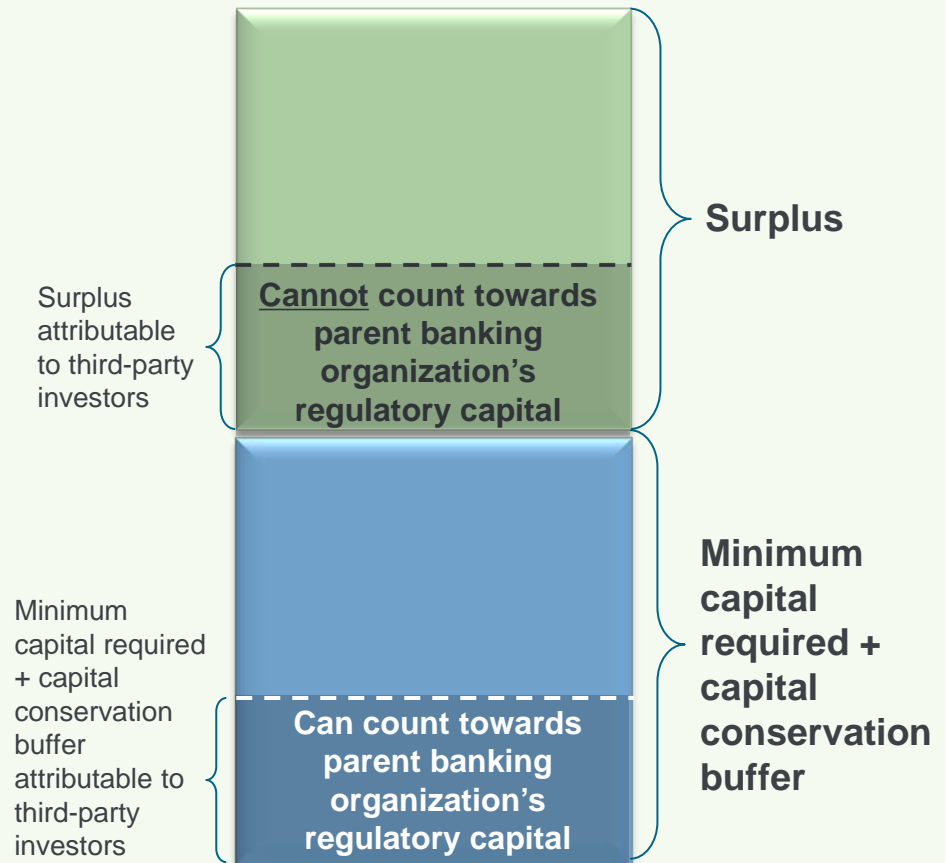 Surplus
Surplus
attributable
to third-party
investors
Cannot count towards
parent banking
organization’s
regulatory capital
Minimum
capital
required +
capital
conservation
buffer
Minimum
capital required
+ capital
conservation
buffer
attributable to
third-party
investors
Can count towards
parent banking
organization’s
regulatory capital